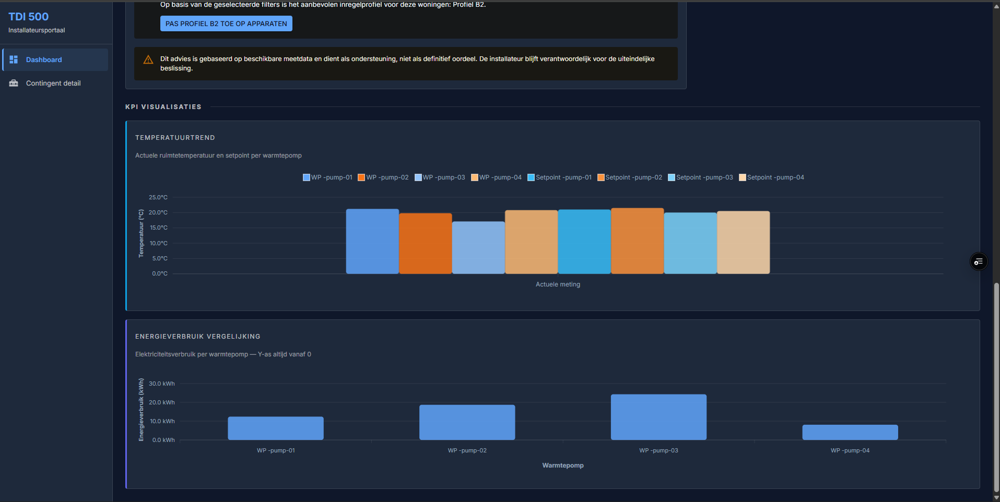 TDI 500
Installateursportaal
Dashboard
Contingent detail
Op basis van de geselecteerde filters is het aanbevolen inregelprofiel voor deze woningen: Profiel B2.
PAS PROFIEL B2 TOE OP APPARATEN
Dit advies is gebaseerd op beschikbare meetdata en dient als ondersteuning, niet als definitief oordeel. De installateur blijft verantwoordelijk voor de uiteindelijke
beslissing.
KPI VISUALISATIES
TEMPERATUURTREND
Actuele ruimtetemperatuur en setpoint per warmtepomp
WP -pump-01 WP -pump-02 WP -pump-03 WP -pump-04 Setpoint -pump-01 Setpoint -pump-02 Setpoint -pump-03 Setpoint -pump-04
Temperatuur (°C)
25.0°C
20.0°C
15.0°C
10.0°C
5.0°C
0.0°C
Actuele meting
ENERGIEVERBRUIK VERGELIJKING
Elektriciteitsverbruik per warmtepomp — Y-as altijd vanaf 0
Energieverbruik (kWh)
30.0 kWh
20.0 kWh
10.0 kWh
0.0 kWh
WP -pump-01 WP -pump-02 WP -pump-03 WP -pump-04
Warmtepomp